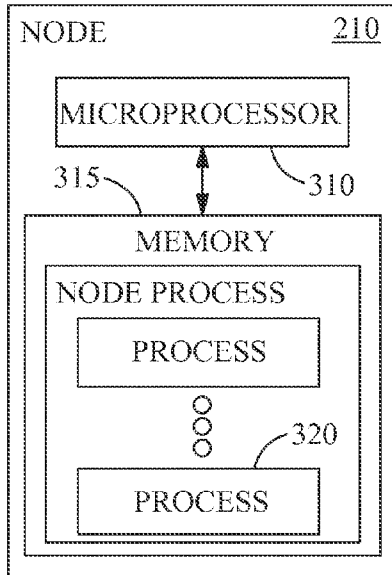 NODE 210
MICROPROCESSOR
315 310
MEMORY
NODE PROCESS
PROCESS
320
PROCESS